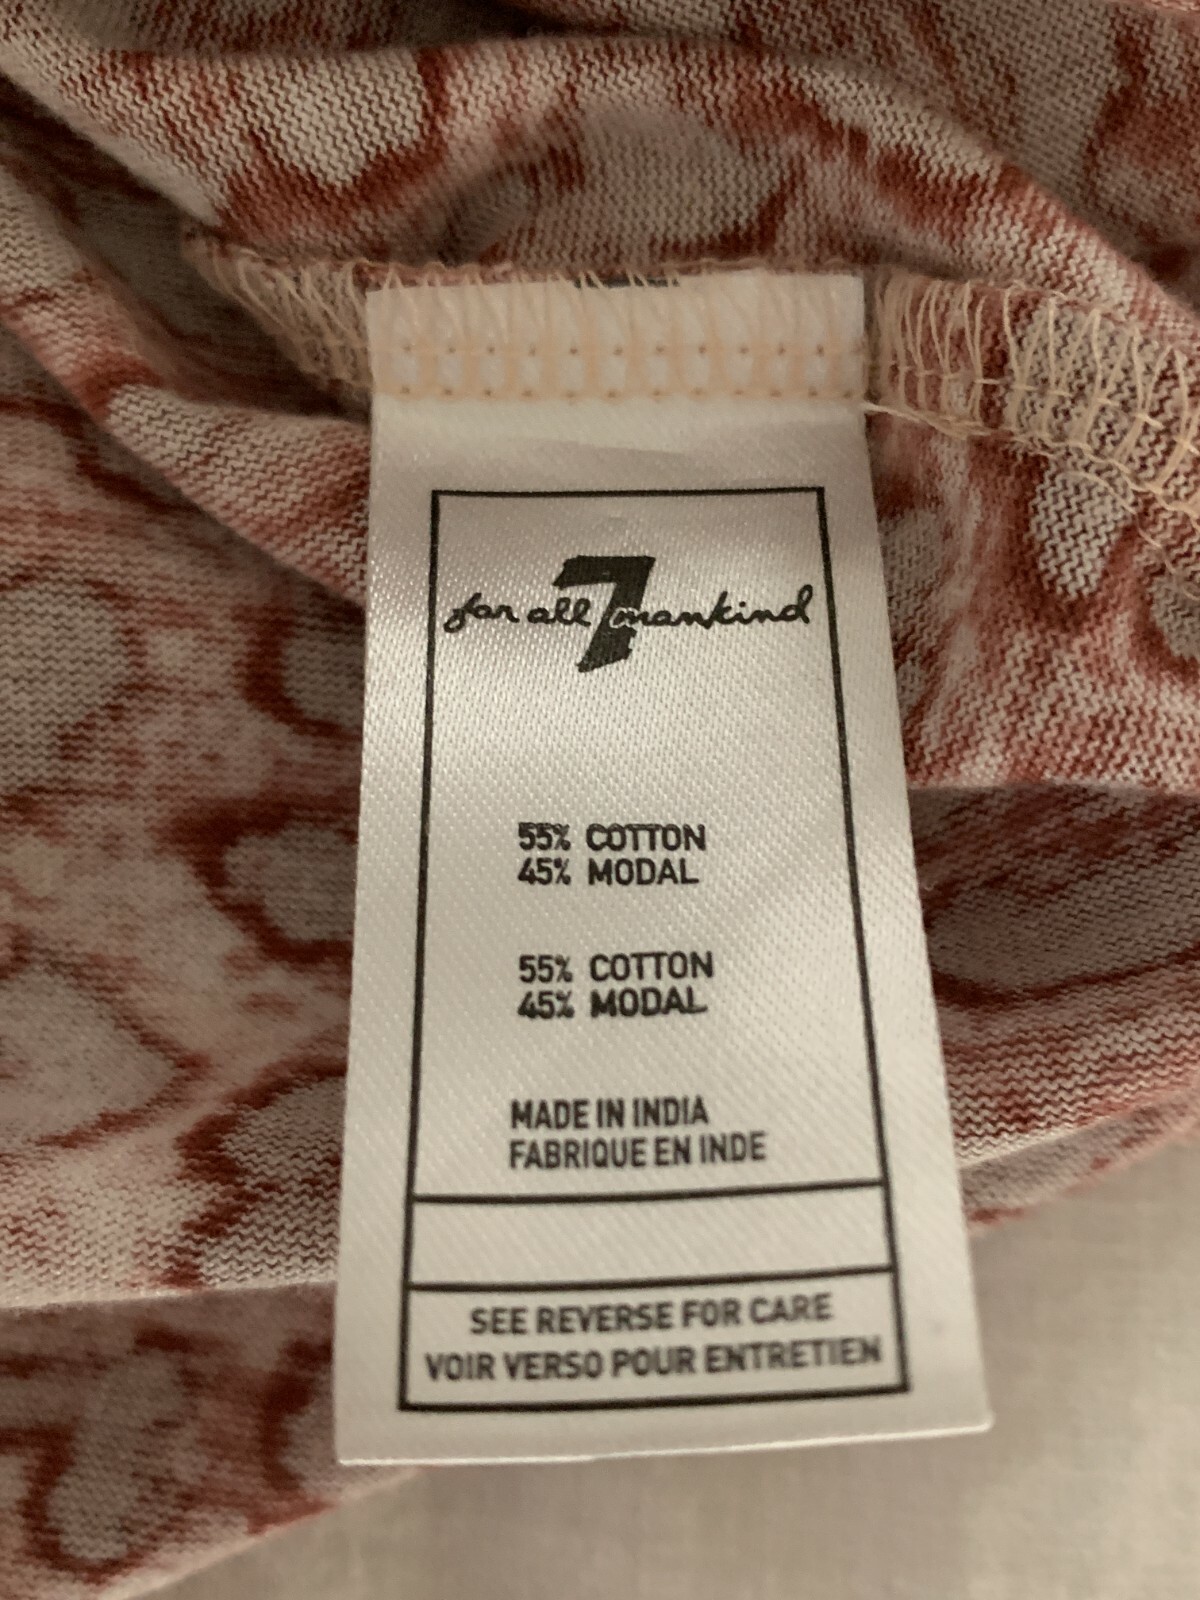 for all 7 mankind
55% COTTON
45% MODAL
55% COTTON
45% MODAL
MADE IN INDIA
FABRIQUE EN INDE
SEE REVERSE FOR CARE
VOIR VERSO POUR ENTRETIEN